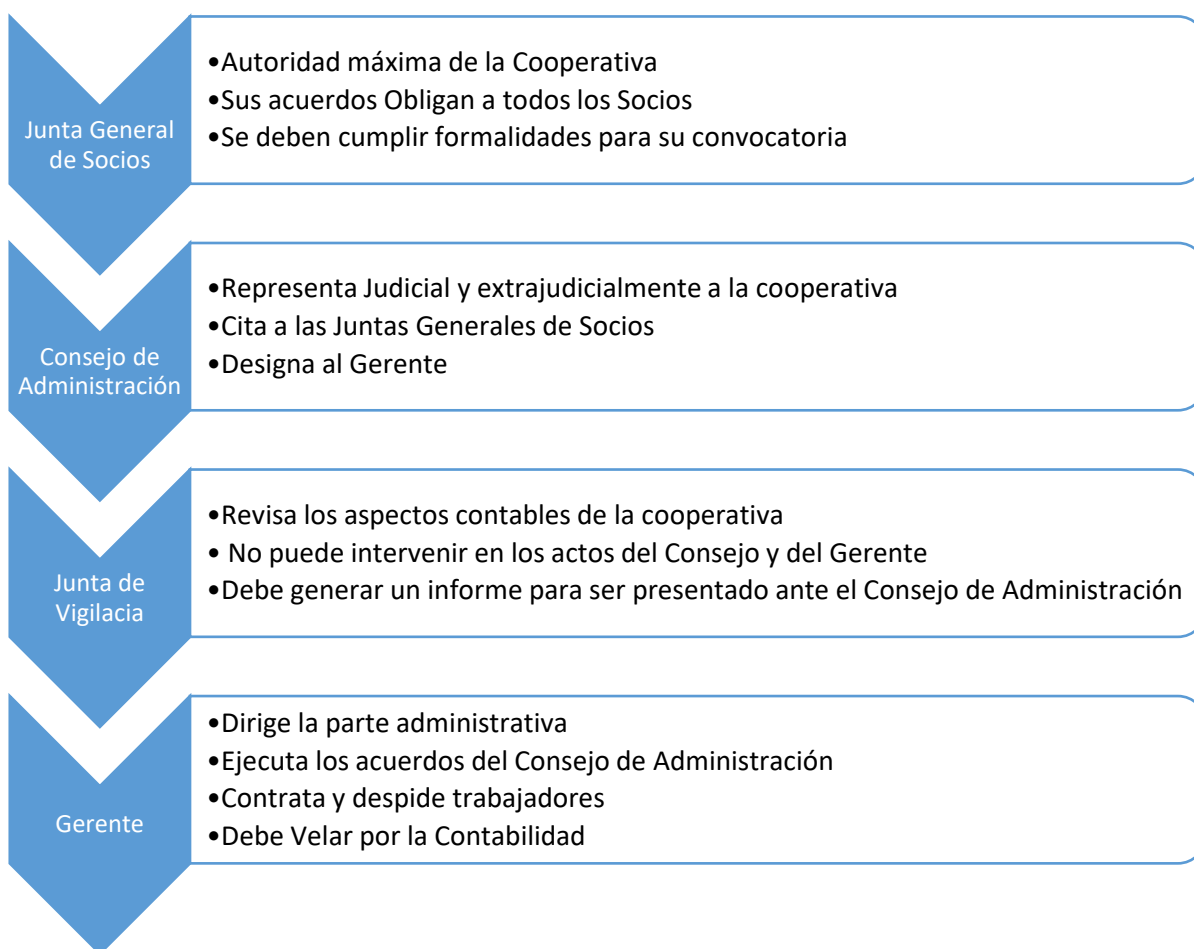 Junta General
de Socios
•Autoridad máxima de la Cooperativa
•Sus acuerdos Obligan a todos los Socios
•Se deben cumplir formalidades para su convocatoria
Consejo de
Administración
•Representa Judicial y extrajudicialmente a la cooperativa
•Cita a las Juntas Generales de Socios
•Designa al Gerente
Junta de
Vigilacia
•Revisa los aspectos contables de la cooperativa
• No puede intervenir en los actos del Consejo y del Gerente
•Debe generar un informe para ser presentado ante el Consejo de Administración
Gerente
•Dirige la parte administrativa
•Ejecuta los acuerdos del Consejo de Administración
•Contrata y despide trabajadores
•Debe Velar por la Contabilidad